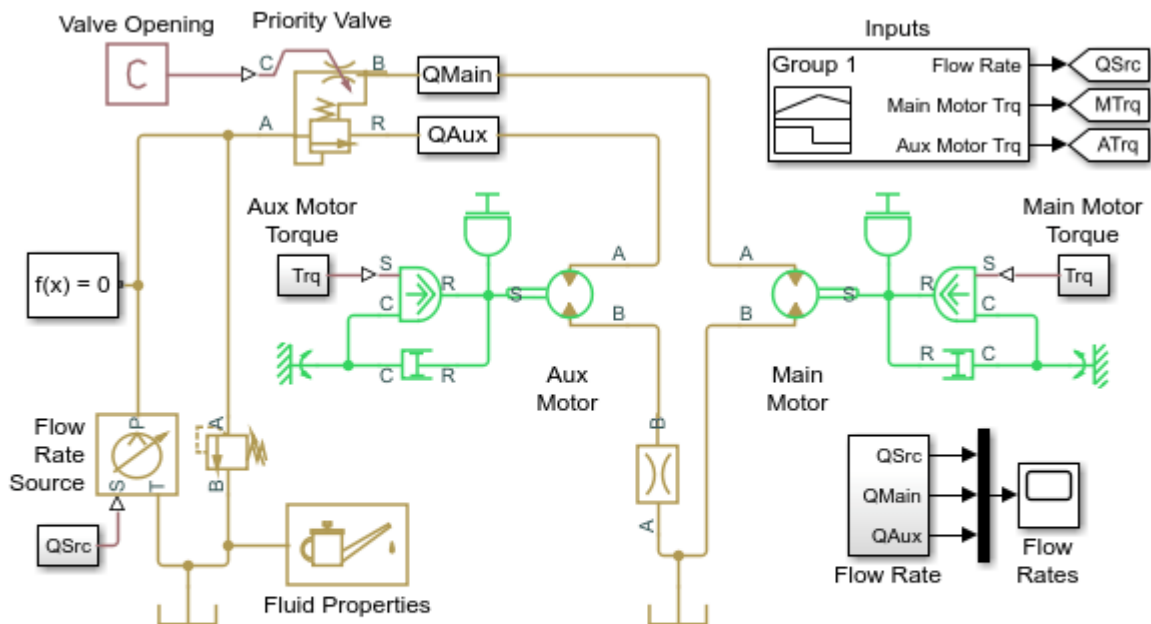 Valve Opening
Priority Valve
Inputs
C
C
B
QMain
Group 1
Flow Rate
QSrc
Main Motor Trq
MTrq
A
R
QAux
Aux Motor Trq
ATrq
Aux Motor
Torque
Main Motor
Torque
f(x) = 0
Trq
S
R
C
S
A
A
S
R
S
Trq
C
B
B
C
R
R
C
Aux
Motor
Main
Motor
Flow
Rate
Source
P
A
S
T
B
B
A
QSrc
Fluid Properties
QSrc
QMain
QAux
Flow Rate
Flow
Rates